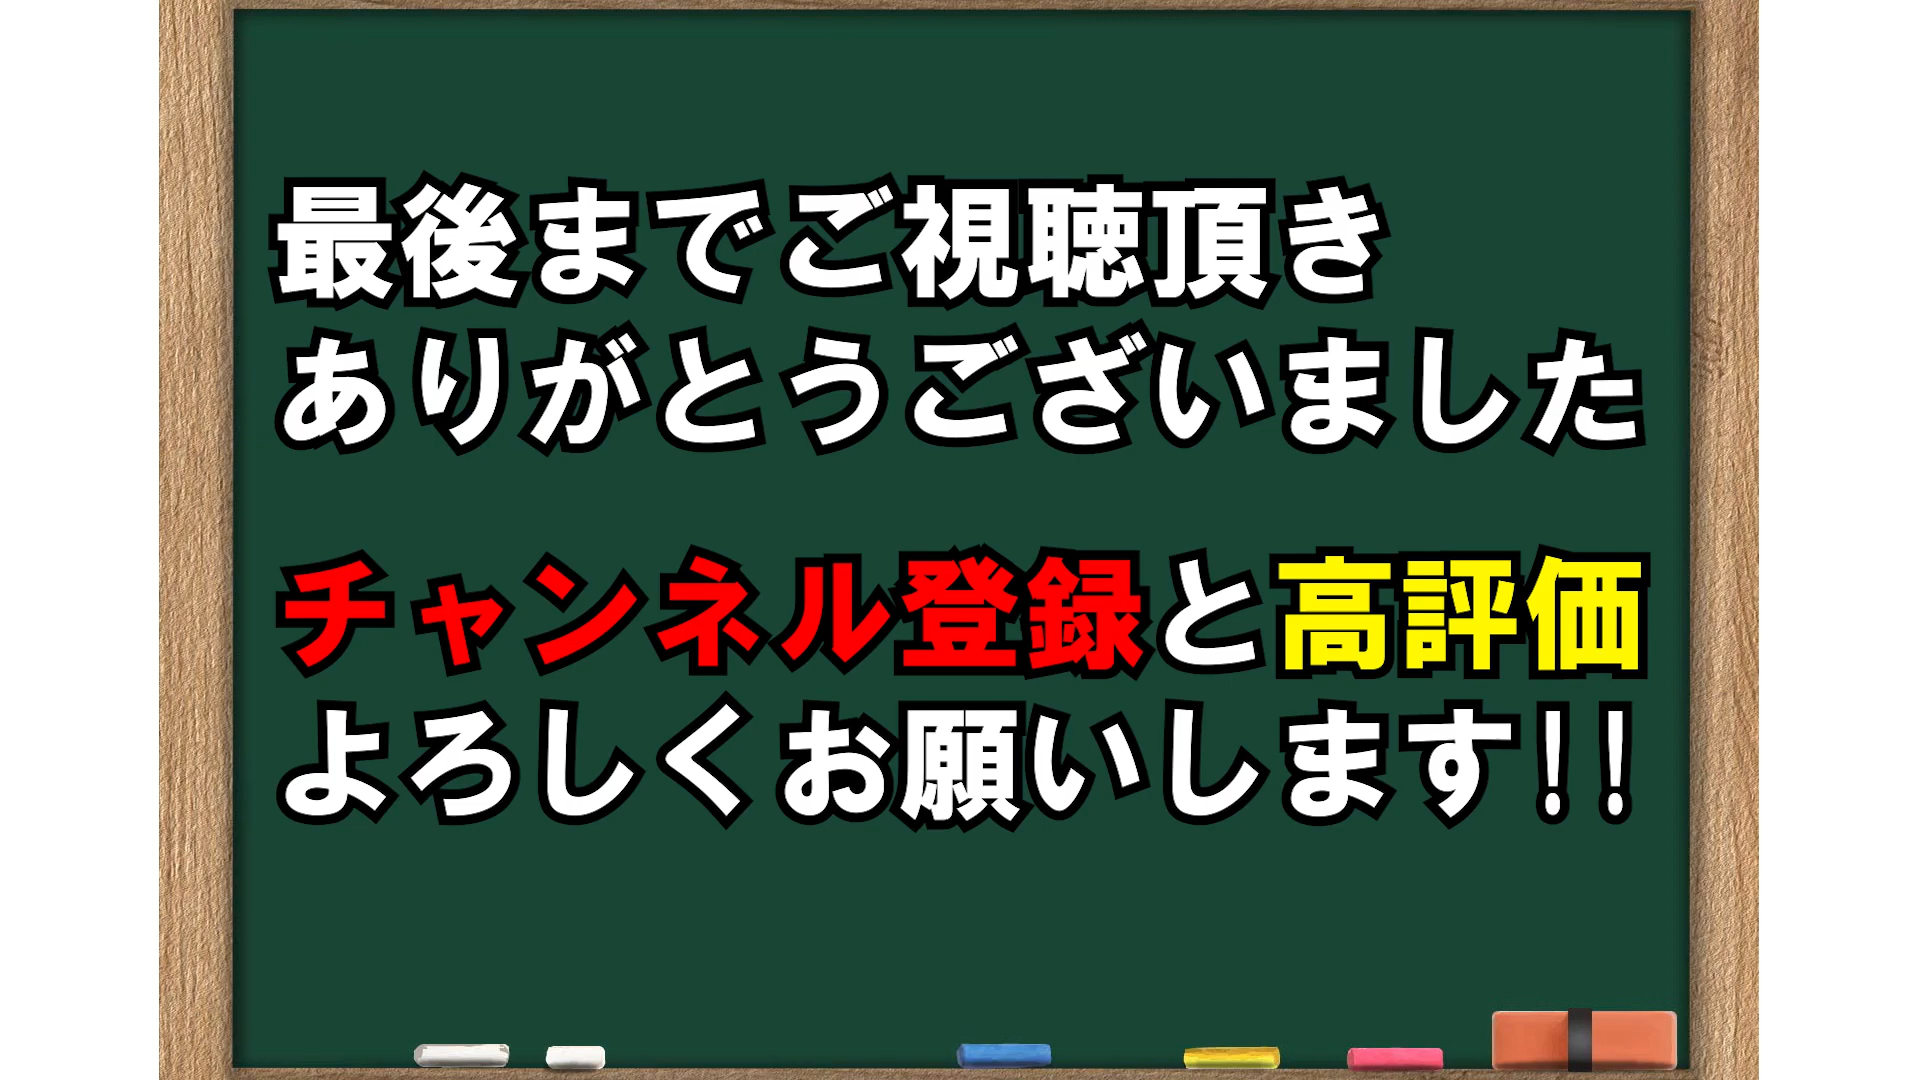 最後までご視聴頂き
ありがとうございました
チャンネル登録と高評価
よろしくお願いします!!